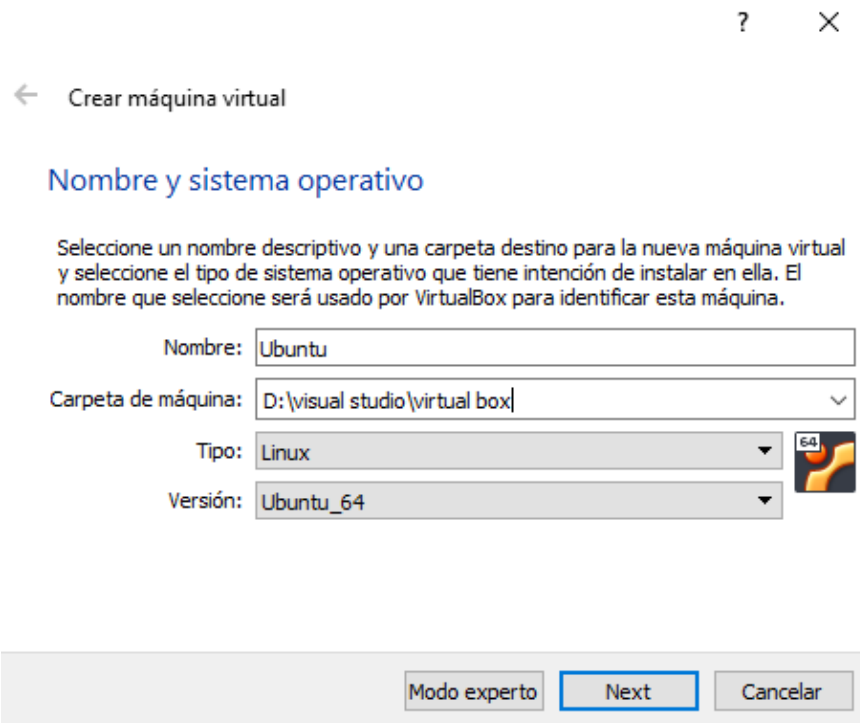 ?
Crear máquina virtual
Nombre y sistema operativo
Seleccione un nombre descriptivo y una carpeta destino para la nueva máquina virtual
y seleccione el tipo de sistema operativo que tiene intención de instalar en ella. El
nombre que seleccione será usado por VirtualBox para identificar esta máquina.
Nombre: Ubuntu
Carpeta de máquina: D:\visual studio\virtual box
Tipo: Linux
64
Versión: Ubuntu_64
Modo experto Next Cancelar